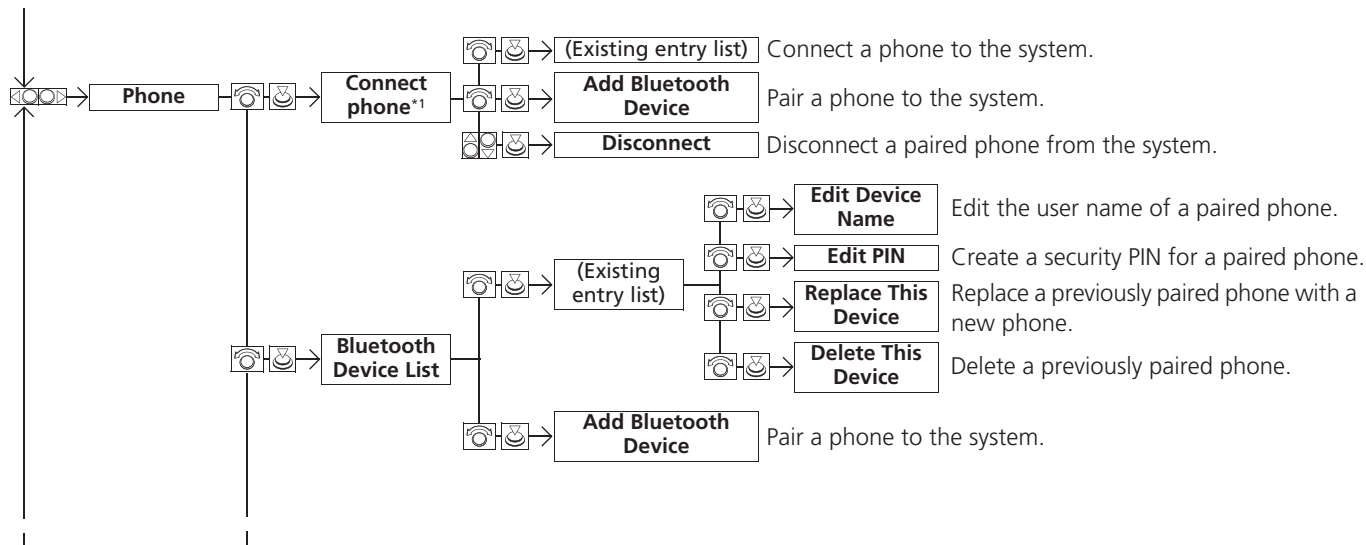 (Existing entry list) Connect a phone to the system.
Phone
Connect
phone*1
Add Bluetooth
Device
Pair a phone to the system.
Disconnect
Disconnect a paired phone from the system.
Edit Device
Name
Edit the user name of a paired phone.
(Existing
entry list)
Edit PIN
Create a security PIN for a paired phone.
Replace This
Device
Replace a previously paired phone with a
new phone.
Bluetooth
Device List
Delete This
Device
Delete a previously paired phone.
Add Bluetooth
Device
Pair a phone to the system.